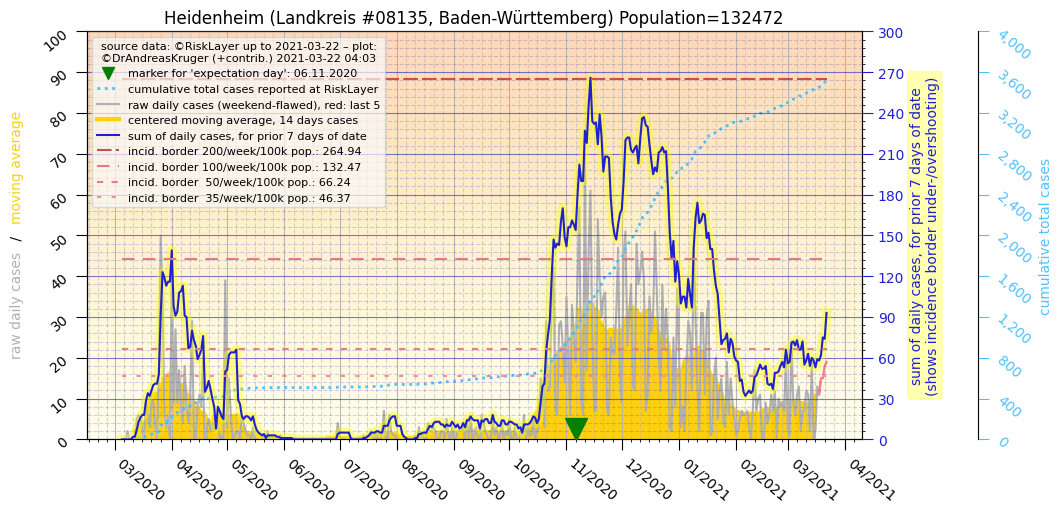 Heidenheim (Landkreis #08135, Baden-Württemberg) Population=132472
source data: ©RiskLayer up to 2021-03-22 – plot:
©DrAndreasKruger (+contrib.) 2021-03-22 04:03
marker for 'expectation day': 06.11.2020
cumulative total cases reported at RiskLayer
raw daily cases (weekend-flawed), red: last 5
centered moving average, 14 days cases
sum of daily cases, for prior 7 days of date
incid. border 200/week/100k pop.: 264.94
incid. border 100/week/100k pop.: 132.47
incid. border  50/week/100k pop.: 66.24
incid. border  35/week/100k pop.: 46.37
raw daily cases  /  moving average
100
90
80
70
60
50
40
30
20
10
0
03/2020
04/2020
05/2020
06/2020
07/2020
08/2020
09/2020
10/2020
11/2020
12/2020
01/2021
02/2021
03/2021
04/2021
300
270
240
210
180
150
120
90
60
30
0
sum of daily cases, for prior 7 days of date
(shows incidence border under-/overshooting)
4,000
3,600
3,200
2,800
2,400
2,000
1,600
1,200
800
400
0
cumulative total cases